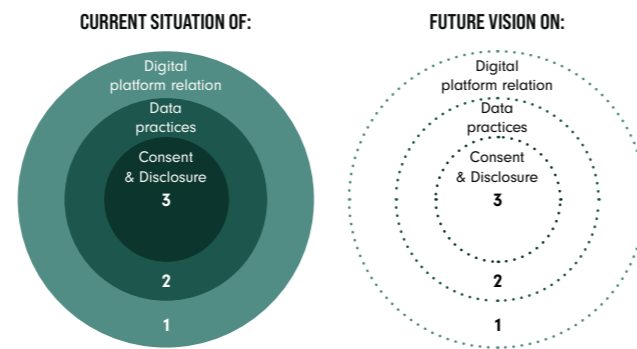 CURRENT SITUATION OF:
Digital
platform relation
Data
practices
Consent
& Disclosure
3
2
1
FUTURE VISION ON:
Digital
platform relation
Data
practices
Consent
& Disclosure
3
2
1